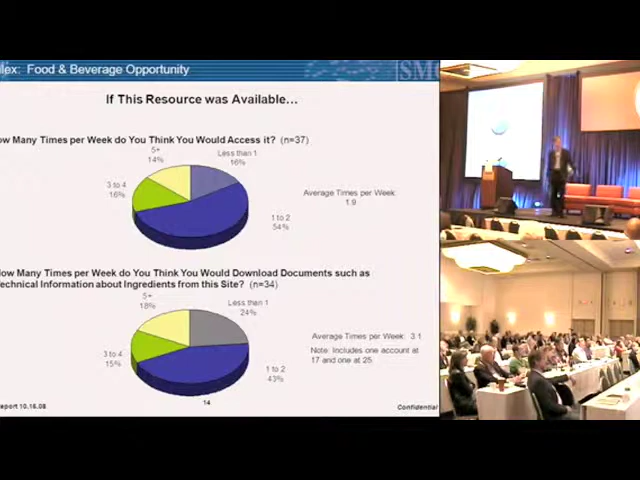 lex: Food & Beverage Opportunity
SM
If This Resource was Available…
ow Many Times per Week do You Think You Would Access it? (n=37)
5+
14%
Less than 1
16%
3 to 4
16%
1 to 2
54%
Average Times per Week:
1.9
ow Many Times per Week do You Think You Would Download Documents such as
echnical Information about Ingredients from this Site? (n=34)
5+
18%
Less than 1
24%
3 to 4
15%
1 to 2
43%
Average Times per Week: 3.1
Note: Includes one account at
17 and one at 25.
14
Confidential